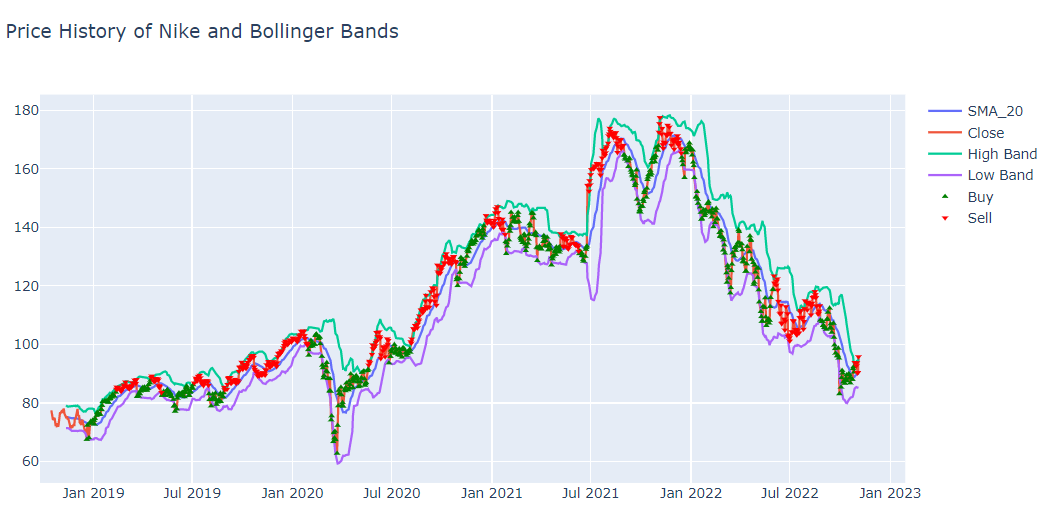 Price History of Nike and Bollinger Bands
180
160
140
120
100
80
60
Jan 2019
Jul 2019
Jan 2020
Jul 2020
Jan 2021
Jul 2021
Jan 2022
Jul 2022
Jan 2023
SMA_20
Close
High Band
Low Band
Buy
Sell